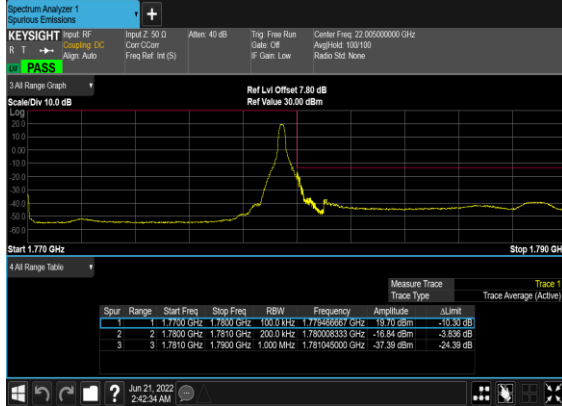 Spectrum Analyzer 1
Spurious Emissions
+
KEYSIGHT Input: RF
R T Coupling: DC
Align: Auto
LXI PASS
Input Z: 50 Ω
Corr CCorr
Freq Ref: Int (S)
Atten: 40 dB
Trig: Free Run
Gate: Off
IF Gain: Low
Center Freq: 22.005000000 GHz
Avg|Hold: 100/100
Radio Std: None
3 All Range Graph
Ref Lvl Offset 7.80 dB
Scale/Div 10.0 dB Ref Value 30.00 dBm
Log
20.0
10.0
0.00
-10.0
-20.0
-30.0
-40.0
-50.0
-60.0
Start 1.770 GHz Stop 1.790 GH
4 All Range Table
Measure Trace Trace 1
Trace Type Trace Average (Active)
Spur Range Start Freq Stop Freq RBW Frequency Amplitude ΔLimit
1 1 1.7700 GHz 1.7800 GHz 100.0 kHz 1.779466667 GHz 19.70 dBm -10.30 dB
2 2 1.7800 GHz 1.7810 GHz 200.0 kHz 1.780008333 GHz -16.84 dBm -3.836 dB
3 3 1.7810 GHz 1.7900 GHz 1.000 MHz 1.781045000 GHz -37.39 dBm -24.39 dB
?
Jun 21, 2022
2:42:34 AM